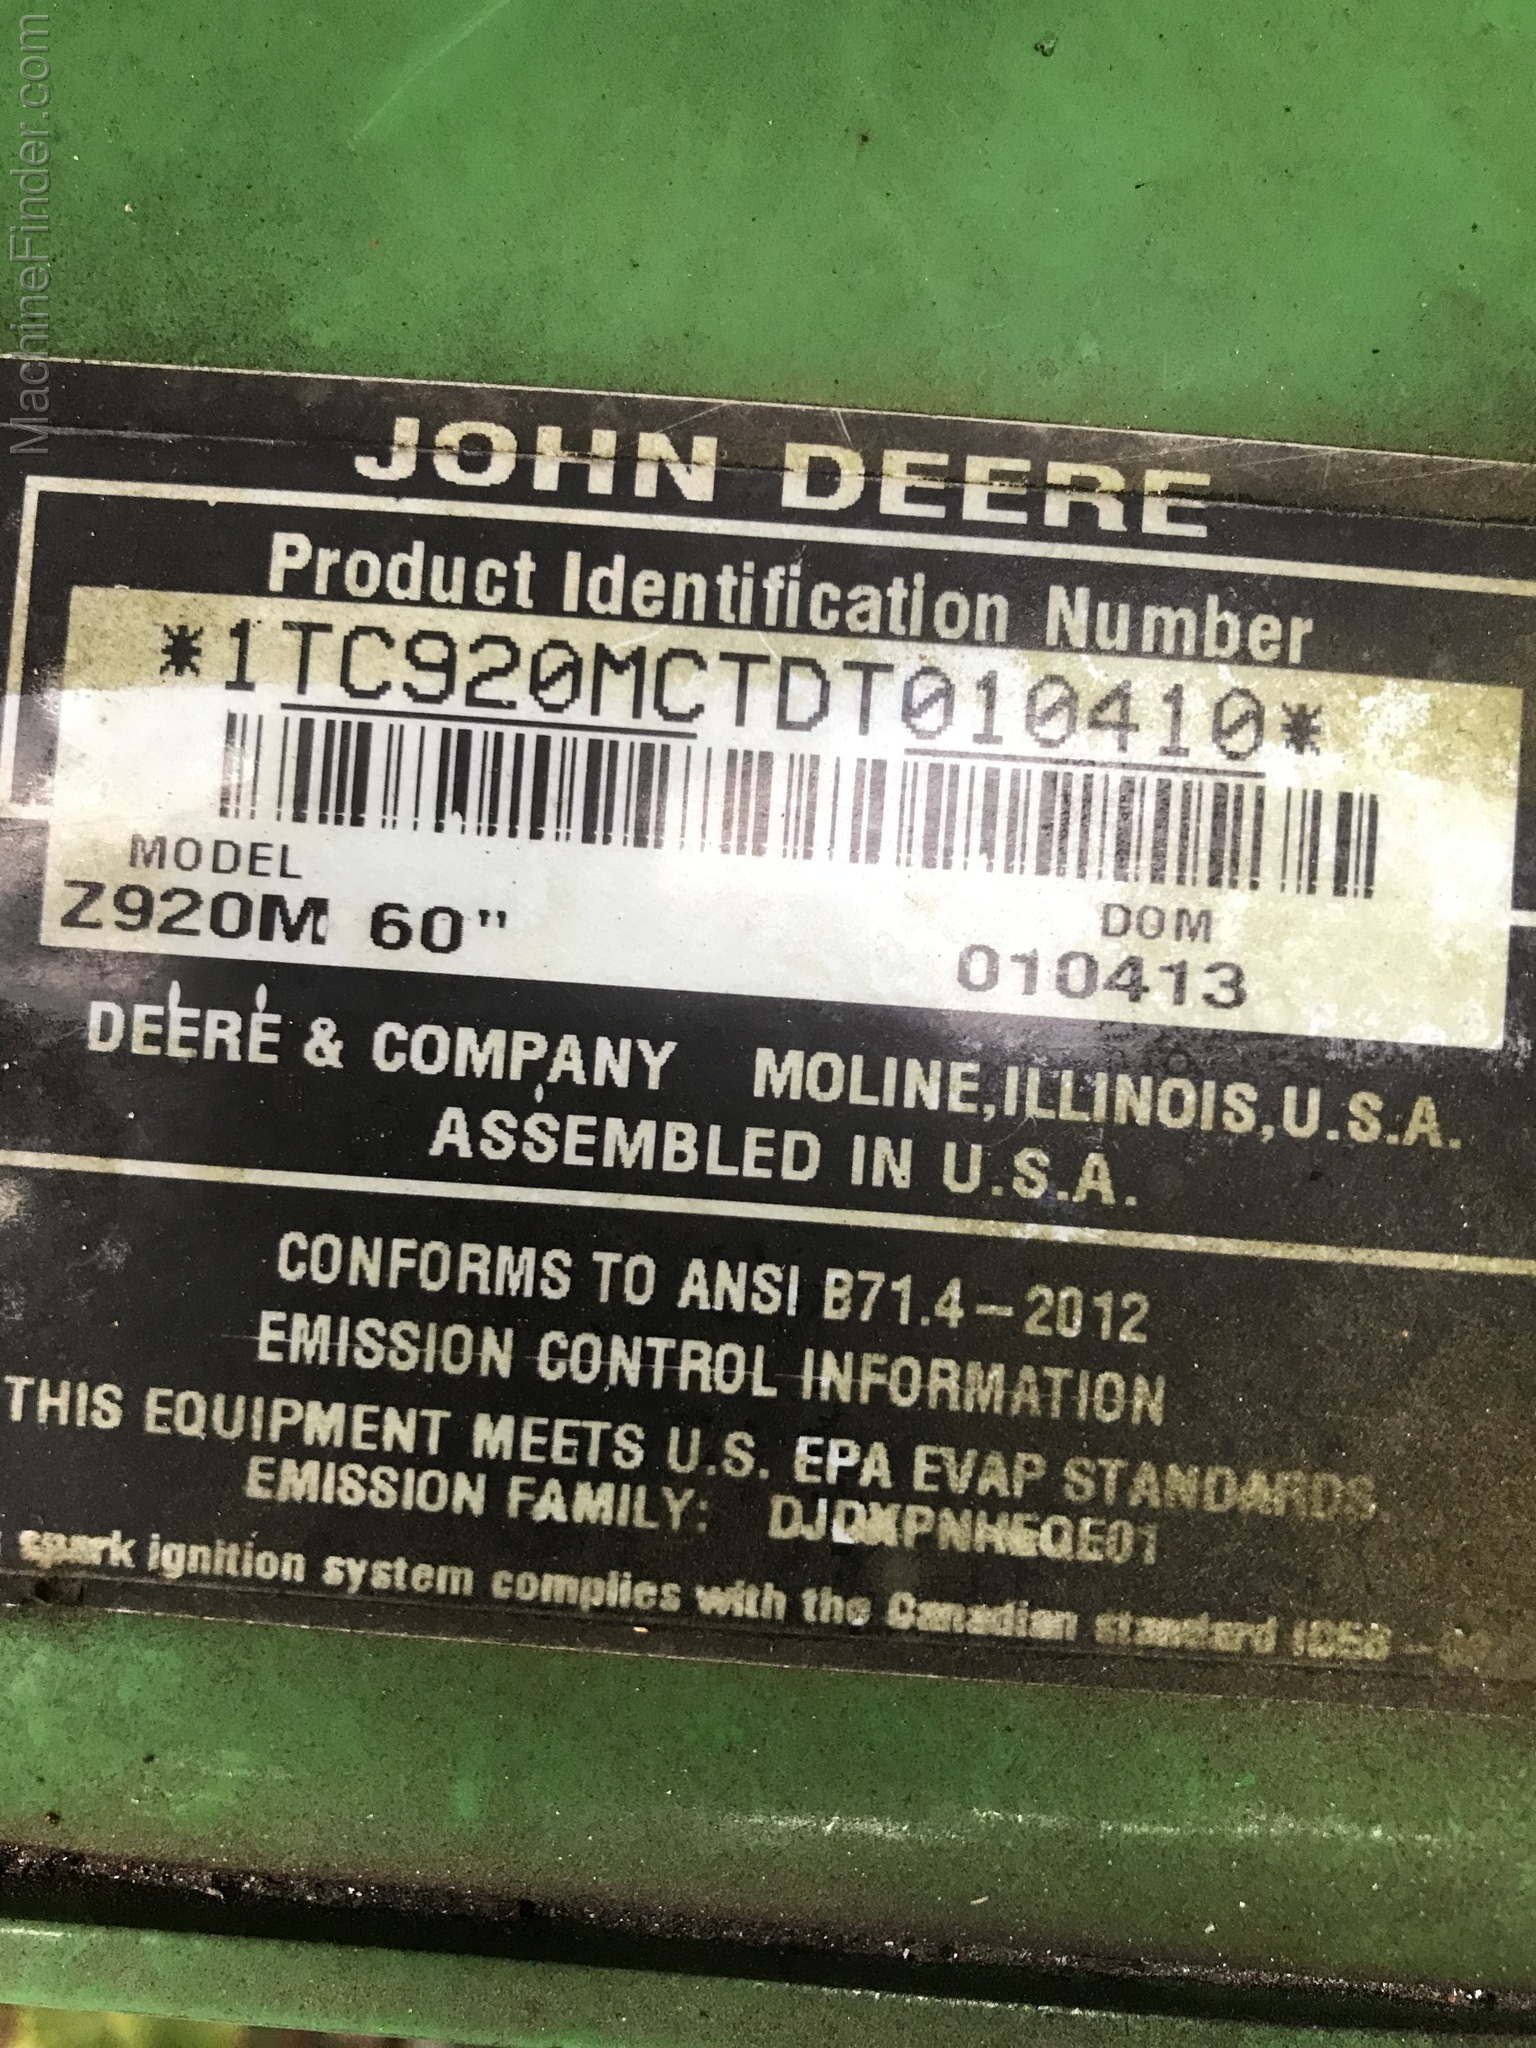 MachineFinder.com
JOHN DEERE
Product Identification Number
*1TC920MCTDT010410*
MODEL
Z920M 60"
DOM
010413
DEERE & COMPANY MOLINE, ILLINOIS, U.S.A.
ASSEMBLED IN U.S.A.
CONFORMS TO ANSI B71.4-2012
EMISSION CONTROL INFORMATION
THIS EQUIPMENT MEETS U.S. EPA EVAP STANDARDS.
EMISSION FAMILY:
spark ignition system complies with the Canadian standard